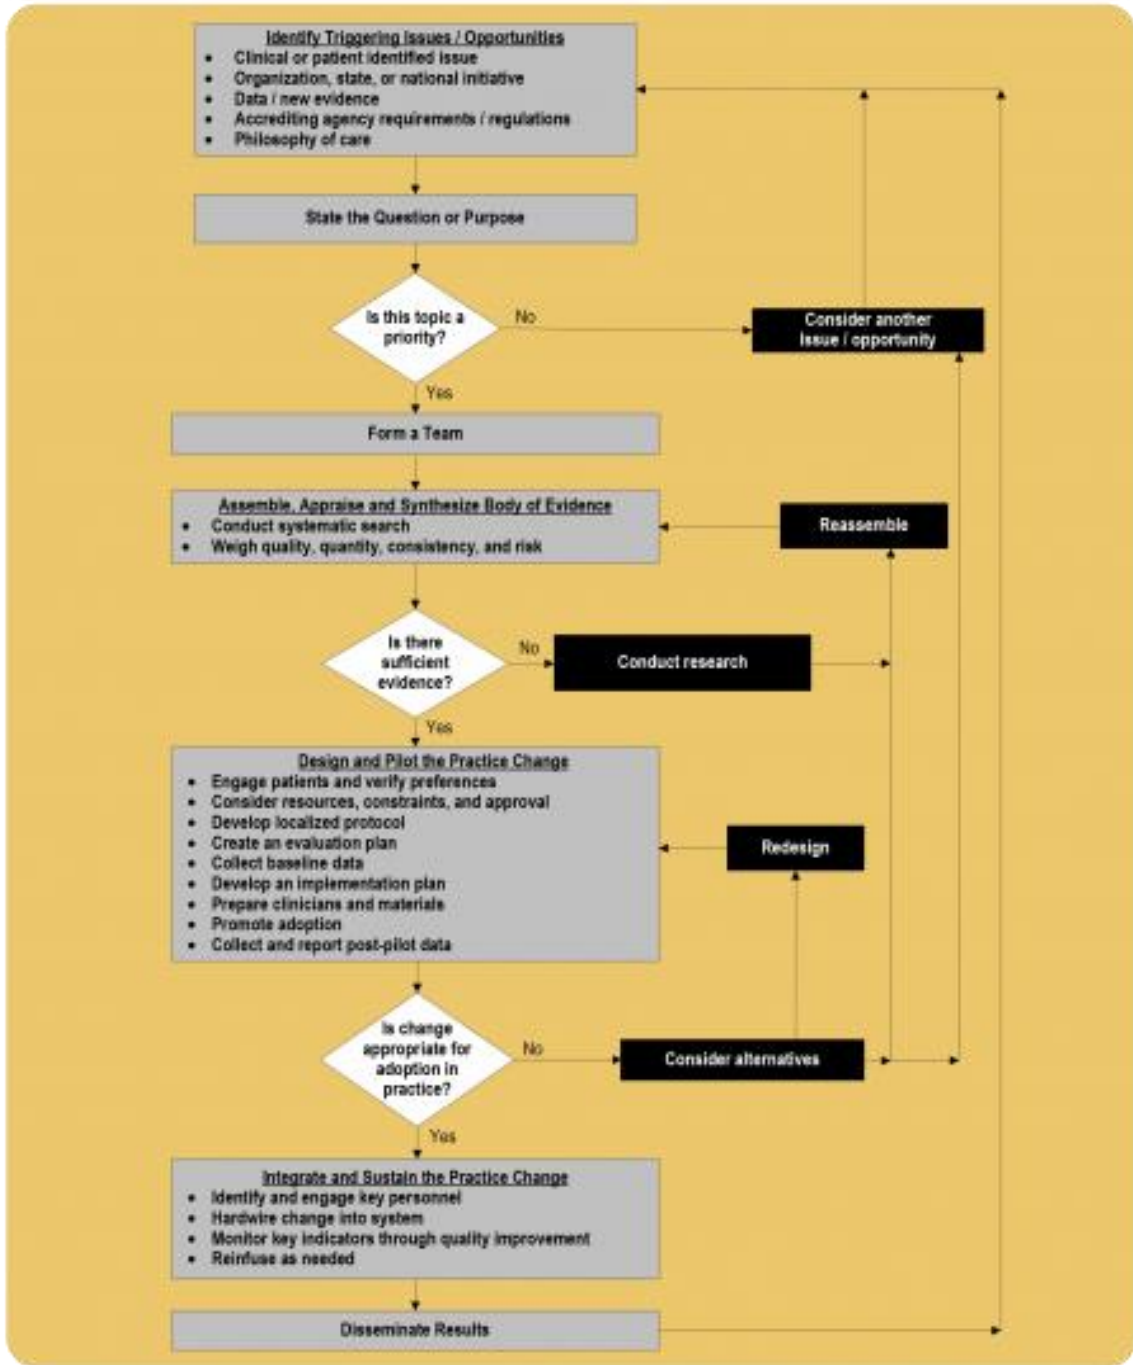 Identify Triggering Issues / Opportunities
• Clinical or patient identified issue
• Organization, state, or national initiative
• Data / new evidence
• Accrediting agency requirements / regulations
• Philosophy of care
State the Question or Purpose
Is this topic a
priority?
No
Consider another
Issue / opportunity
Yes
Form a Team
Assemble, Appraise and Synthesize Body of Evidence
• Conduct systematic search
• Weigh quality, quantity, consistency, and risk
Reassemble
Is there
sufficient
evidence?
No
Conduct research
Yes
Design and Pilot the Practice Change
• Engage patients and verify preferences
• Consider resources, constraints, and approval
• Develop localized protocol
• Create an evaluation plan
• Collect baseline data
• Develop an implementation plan
• Prepare clinicians and materials
• Promote adoption
• Collect and report post-pilot data
Redesign
Is change
appropriate for
adoption in
practice?
No
Consider alternatives
Yes
Integrate and Sustain the Practice Change
• Identify and engage key personnel
• Hardwire change into system
• Monitor key indicators through quality improvement
• Reinfuse as needed
Disseminate Results